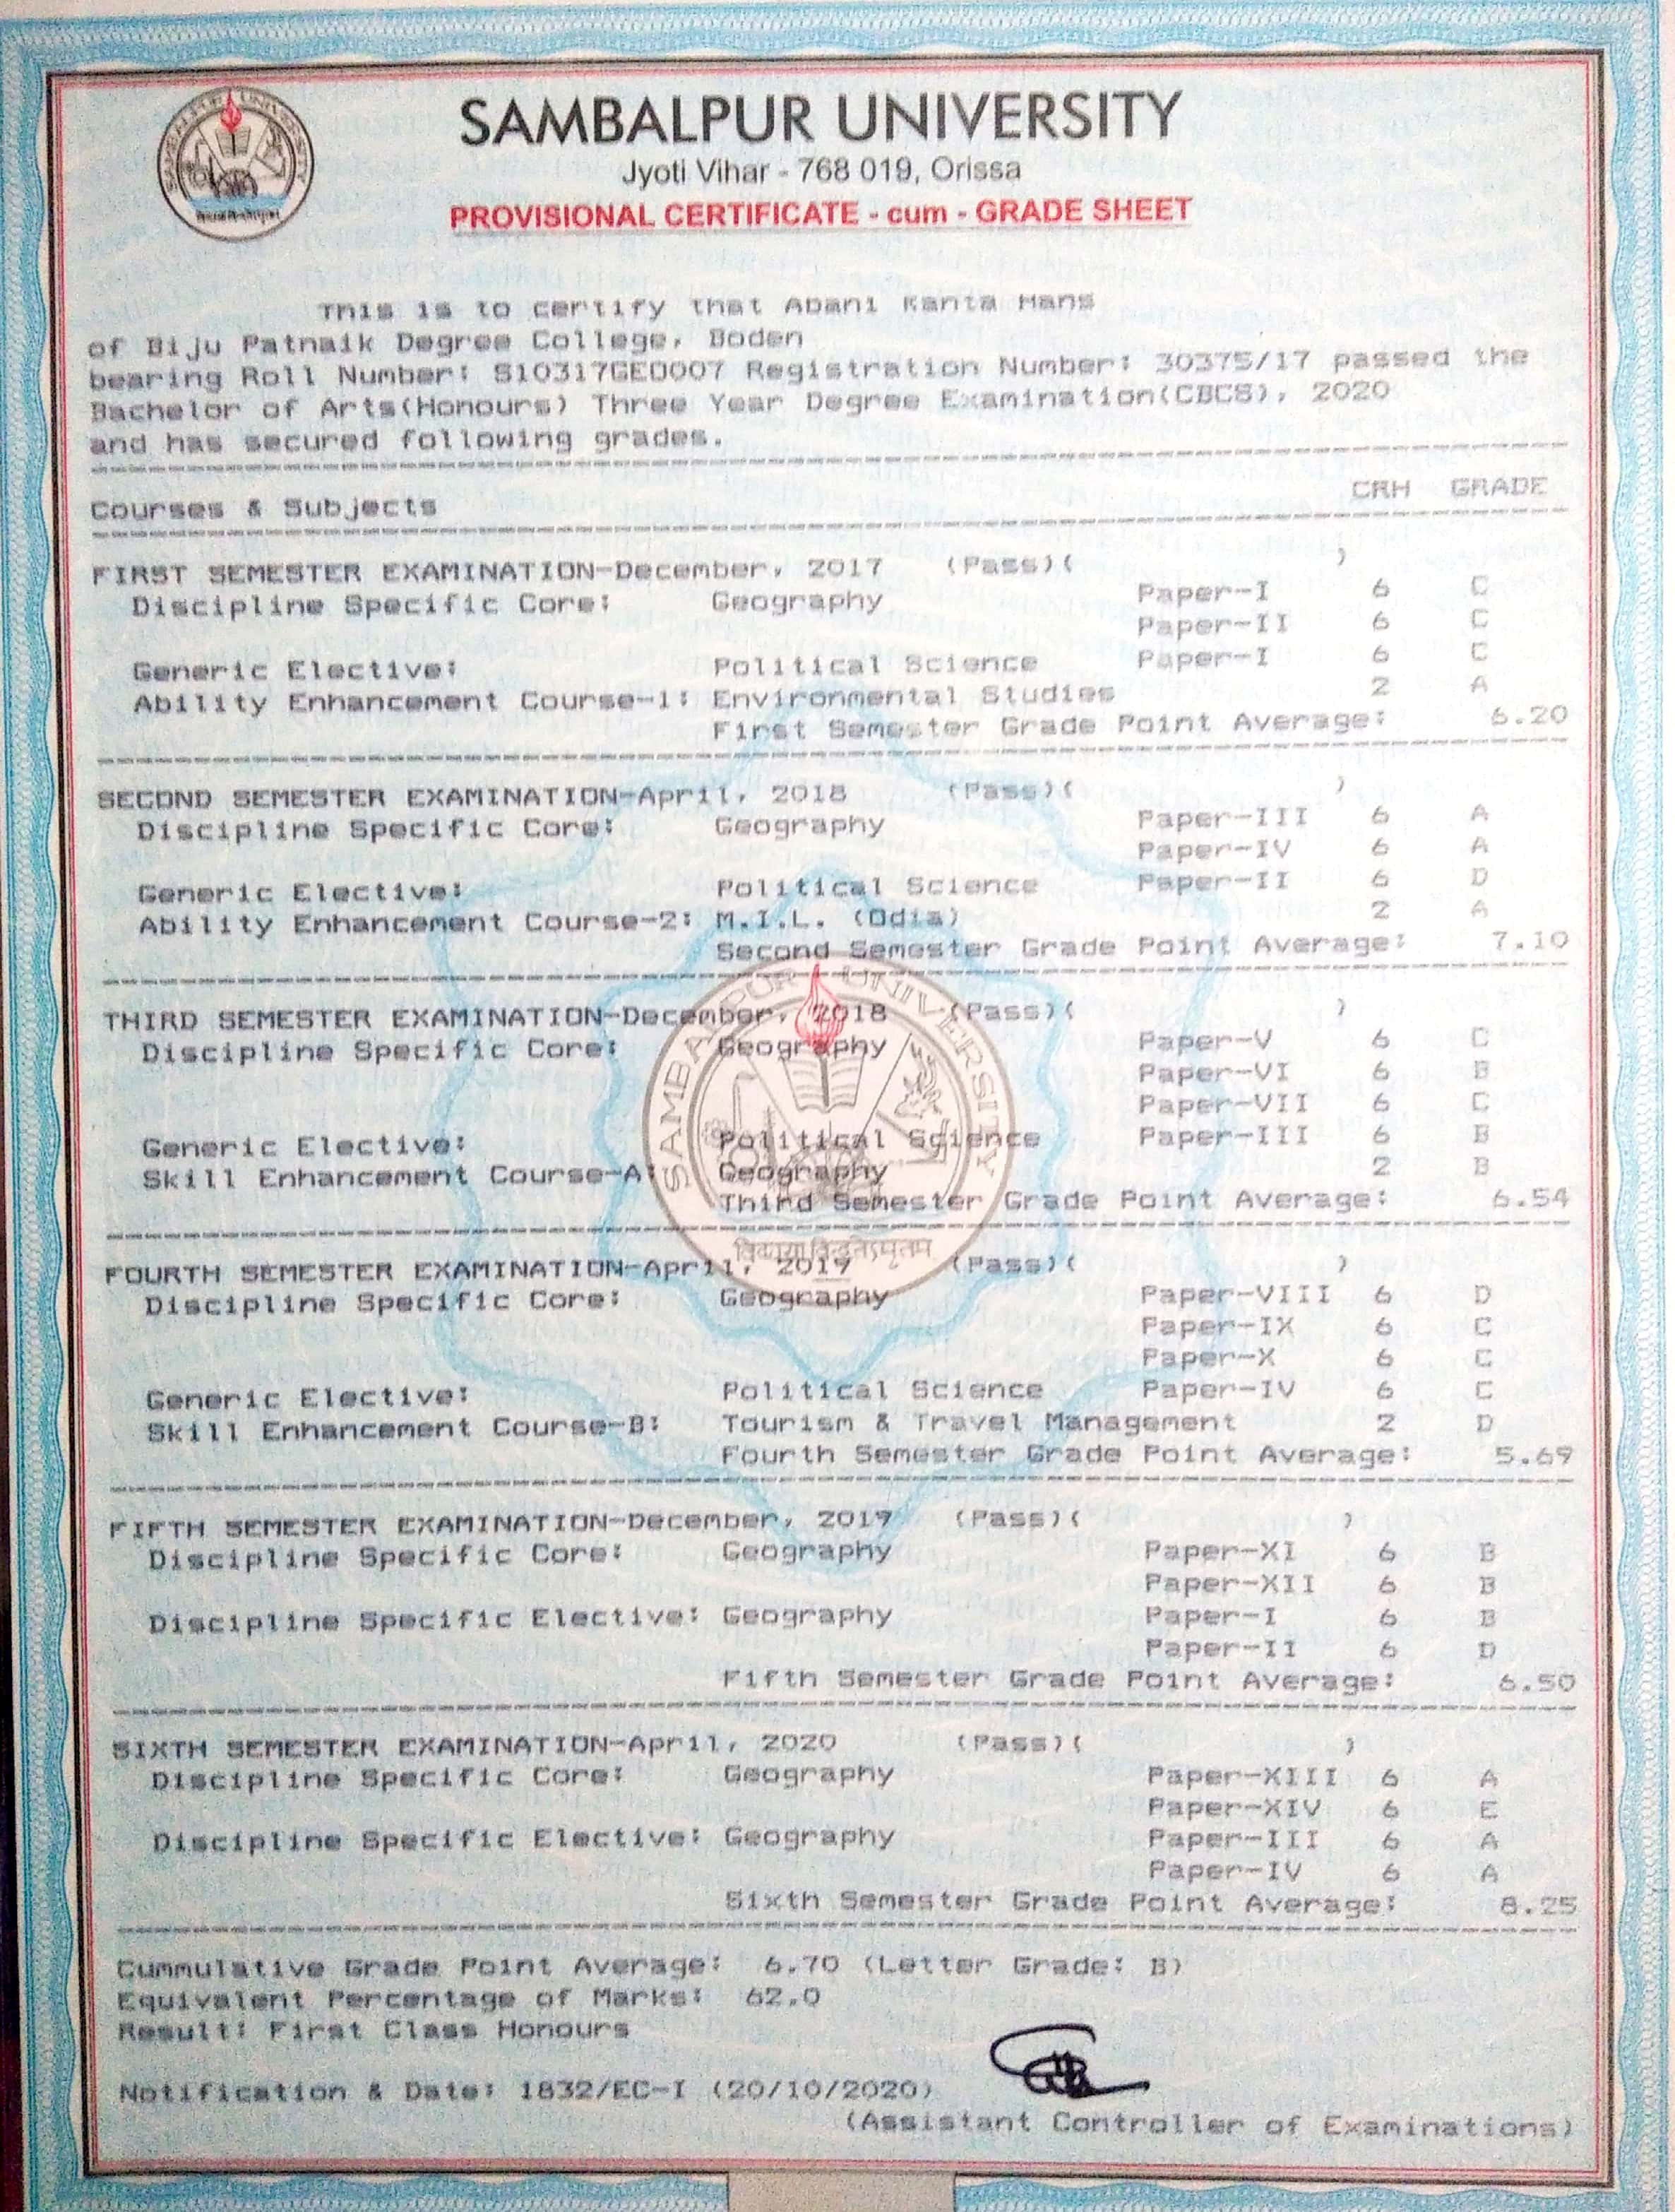 SAMBALPUR UNIVERSITY
SAMBALPUR UNIVERSITY
Jyoti Vihar - 768 019, Orissa
PROVISIONAL CERTIFICATE - cum - GRADE SHEET
This is to certify that Abani Kanta Hans
of Biju Patnaik Degree College, Boden
bearing Roll Number: S10317GEO007 Registration Number: 30375/17 passed the
Bachelor of Arts(Honours) Three Year Degree Examination(CBCS), 2020
and has secured following grades.
Courses & Subjects CRH GRADE
FIRST SEMESTER EXAMINATION-December, 2017 (Pass)( )
Discipline Specific Core: Geography Paper-I 6 C
Paper-II 6 C
Generic Elective: Political Science Paper-I 6 C
Ability Enhancement Course-1: Environmental Studies 2 A
First Semester Grade Point Average: 6.20
SECOND SEMESTER EXAMINATION-April, 2018 (Pass)( )
Discipline Specific Core: Geography Paper-III 6 A
Paper-IV 6 A
Generic Elective: Political Science Paper-II 6 D
Ability Enhancement Course-2: M.I.L. (Odia) 2 A
Second Semester Grade Point Average: 7.10
THIRD SEMESTER EXAMINATION-December, 2018 (Pass)( )
Discipline Specific Core: Geography Paper-V 6 C
Paper-VI 6 B
Paper-VII 6 C
Generic Elective: Political Science Paper-III 6 B
Skill Enhancement Course-A: Geography 2 B
Third Semester Grade Point Average: 6.54
SAMBALPUR UNIVERSITY
FOURTH SEMESTER EXAMINATION-April, 2019 (Pass)( )
Discipline Specific Core: Geography Paper-VIII 6 D
Paper-IX 6 C
Paper-X 6 C
Generic Elective: Political Science Paper-IV 6 C
Skill Enhancement Course-B: Tourism & Travel Management 2 D
Fourth Semester Grade Point Average: 5.69
FIFTH SEMESTER EXAMINATION-December, 2019 (Pass)( )
Discipline Specific Core: Geography Paper-XI 6 B
Paper-XII 6 B
Discipline Specific Elective: Geography Paper-I 6 B
Paper-II 6 D
Fifth Semester Grade Point Average: 6.50
SIXTH SEMESTER EXAMINATION-April, 2020 (Pass)( )
Discipline Specific Core: Geography Paper-XIII 6 A
Paper-XIV 6 E
Discipline Specific Elective: Geography Paper-III 6 A
Paper-IV 6 A
Sixth Semester Grade Point Average: 8.25
Cummulative Grade Point Average: 6.70 (Letter Grade: B)
Equivalent Percentage of Marks: 62.0
Result: First Class Honours
Notification & Date: 1832/EC-I (20/10/2020)
(Assistant Controller of Examinations)